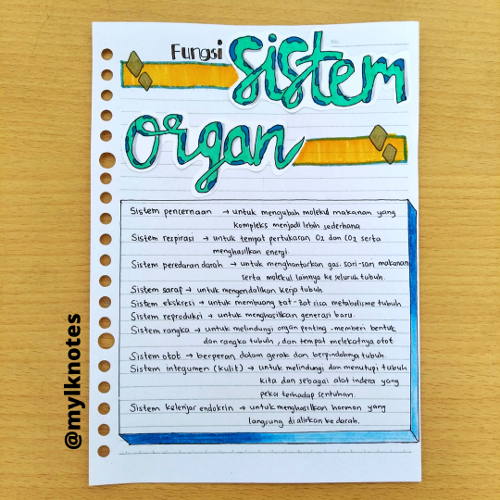 Fungsi sistem
organ
Sistem pencernaan → untuk mengubah molekul makanan yang
kompleks menjadi lebih sederhana
Sistem respirasi → untuk tempat pertukaran O2 dan CO2 serta
menghasilkan energi.
Sistem peredaran darah → untuk menghantarkan gas. sari-sari makanan
serta molekul lainnya ke seluruh tubuh.
Sistem saraf → untuk mengendalikan kerja tubuh
Sistem ekskresi → untuk membuang zat-zat sisa metabolisme tubuh
Sistem reproduksi → untuk menghasilkan generasi baru.
Sistem rangka → untuk melindungi organ penting. memberi bentuk
dan rangka tubuh, dan tempat melekatnya otot
Sistem otot → berperan dalam gerak dan berpindahnya tubuh.
Sistem integumen (kulit) → untuk melindungi dan menutupi tubuh
kita dan sebagai alat indera yang
peka terhadap sentuhan.
Sistem kelenjar endokrin → untuk menghasilkan hormon yang
langsung dialirkan ke darah.
@mylknotes